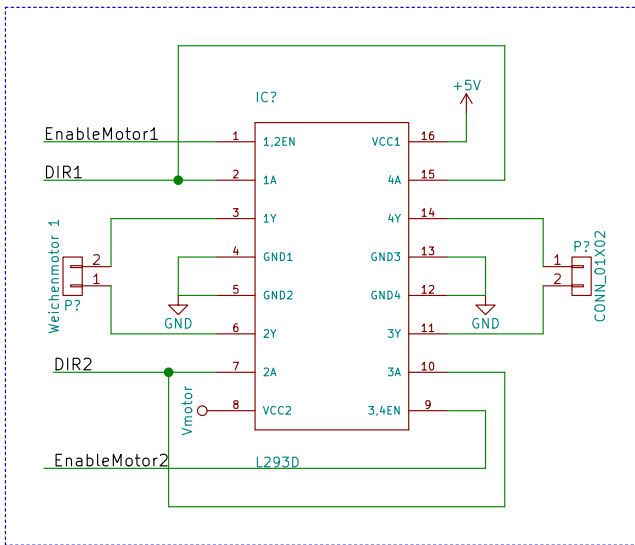 +5V
IC?
EnableMotor1
1
1,2EN
VCC1
16
DIR1
2
1A
4A
15
3
1Y
4Y
14
Weichenmotor 1
2
1
P?
4
GND1
GND3
13
P?
1
2
CONN_01X02
5
GND2
GND4
12
GND
GND
6
2Y
3Y
11
DIR2
7
2A
3A
10
Vmotor
8
VCC2
3,4EN
9
EnableMotor2
L293D